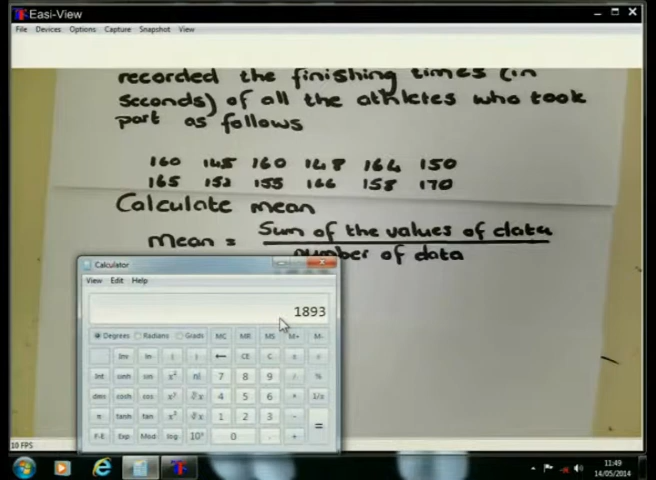 Easi-View
File Devices Options Capture Snapshot View
recorded the finishing times (in
seconds) of all the athletes who took
part as follows
160 145 160 148 164 150
165 152 155 166 158 170
Calculate mean
Mean = Sum of the values of data
number of data
Calculator
View Edit Help
1893
Degrees Radians Grads MC MR MS M+ M-
Inv ln ( ) ← CE C ± √
Int sinh sin x² n! 7 8 9 / %
dms cosh cos 4 5 6 * 1/x
π tanh tan x³ 1 2 3 - =
F-E Exp Mod log 10ˣ 0 . +
10 FPS
11:49
14/05/2014